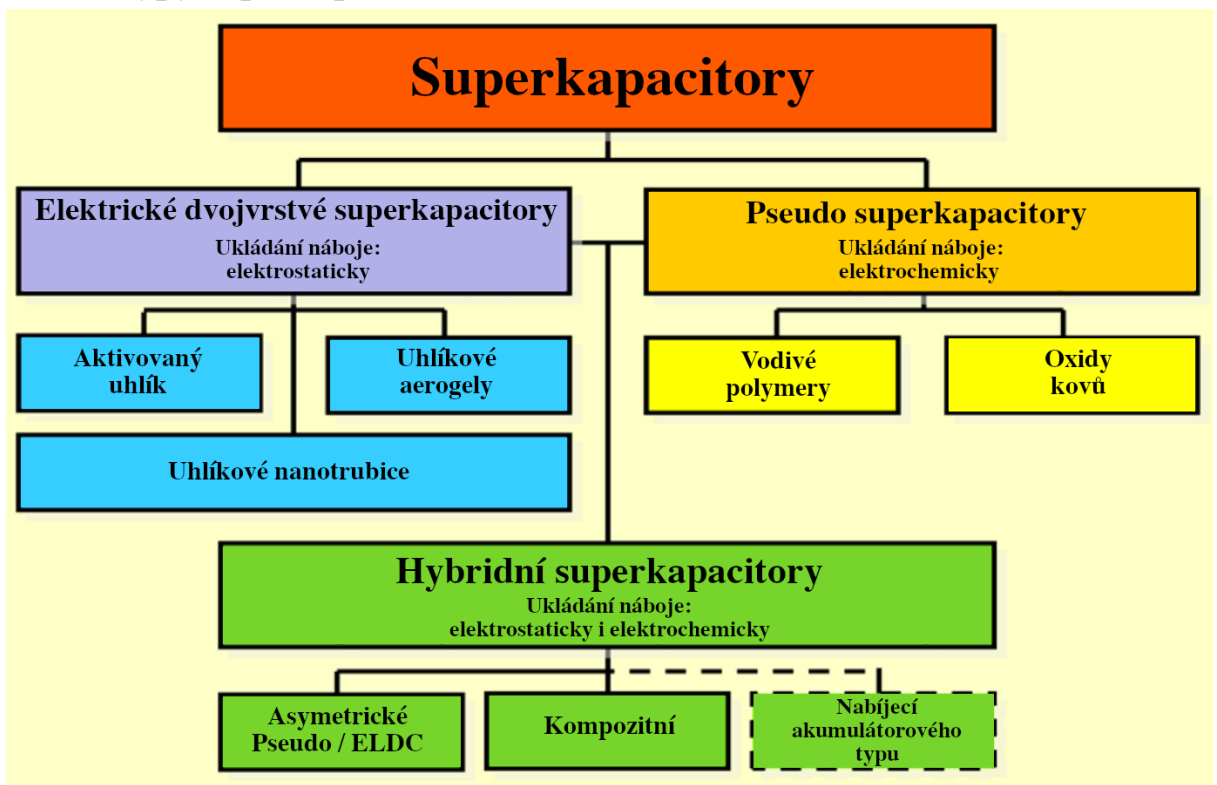 Superkapacitory
Elektrické dvojvrstvé superkapacitory
Ukládání náboje:
elektrostaticky
Pseudo superkapacitory
Ukládání náboje:
elektrochemicky
Aktivovaný
uhlík
Uhlíkové
aerogely
Vodivé
polymery
Oxidy
kovů
Uhlíkové nanotrubice
Hybridní superkapacitory
Ukládání náboje:
elektrostaticky i elektrochemicky
Asymetrické
Pseudo / ELDC
Kompozitní
Nabíjecí
akumulátorového
typu